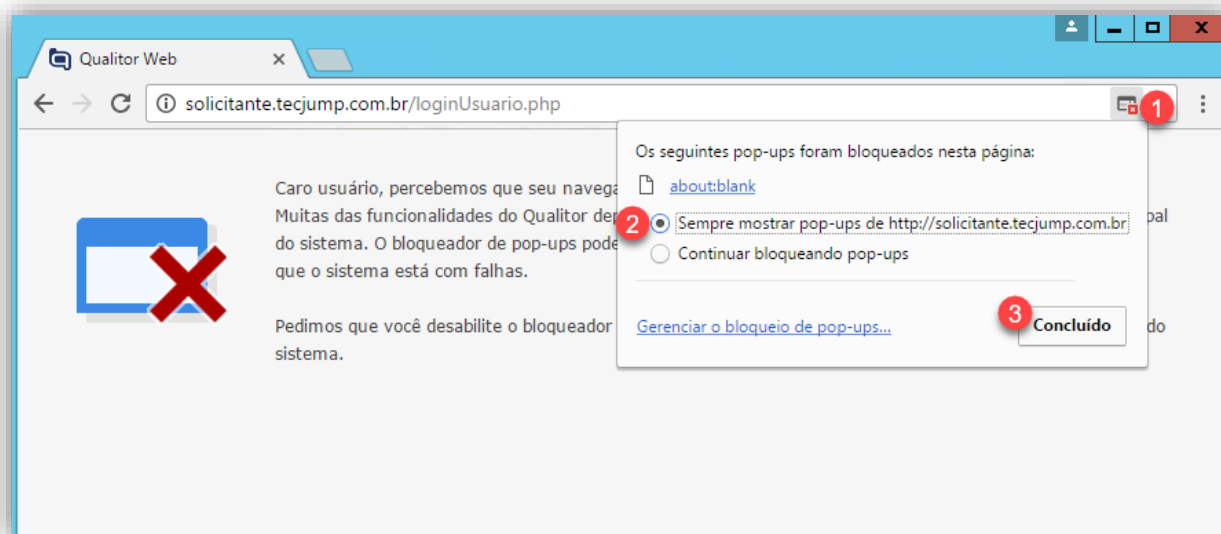 Qualitor Web
solicitante.tecjump.com.br/loginUsuario.php
1
Os seguintes pop-ups foram bloqueados nesta página:
about:blank
2 Sempre mostrar pop-ups de http://solicitante.tecjump.com.br
Continuar bloqueando pop-ups
Gerenciar o bloqueio de pop-ups...
3 Concluído
Caro usuário, percebemos que seu navega
Muitas das funcionalidades do Qualitor de pal
do sistema. O bloqueador de pop-ups pode
que o sistema está com falhas.
Pedimos que você desabilite o bloqueador do
sistema.